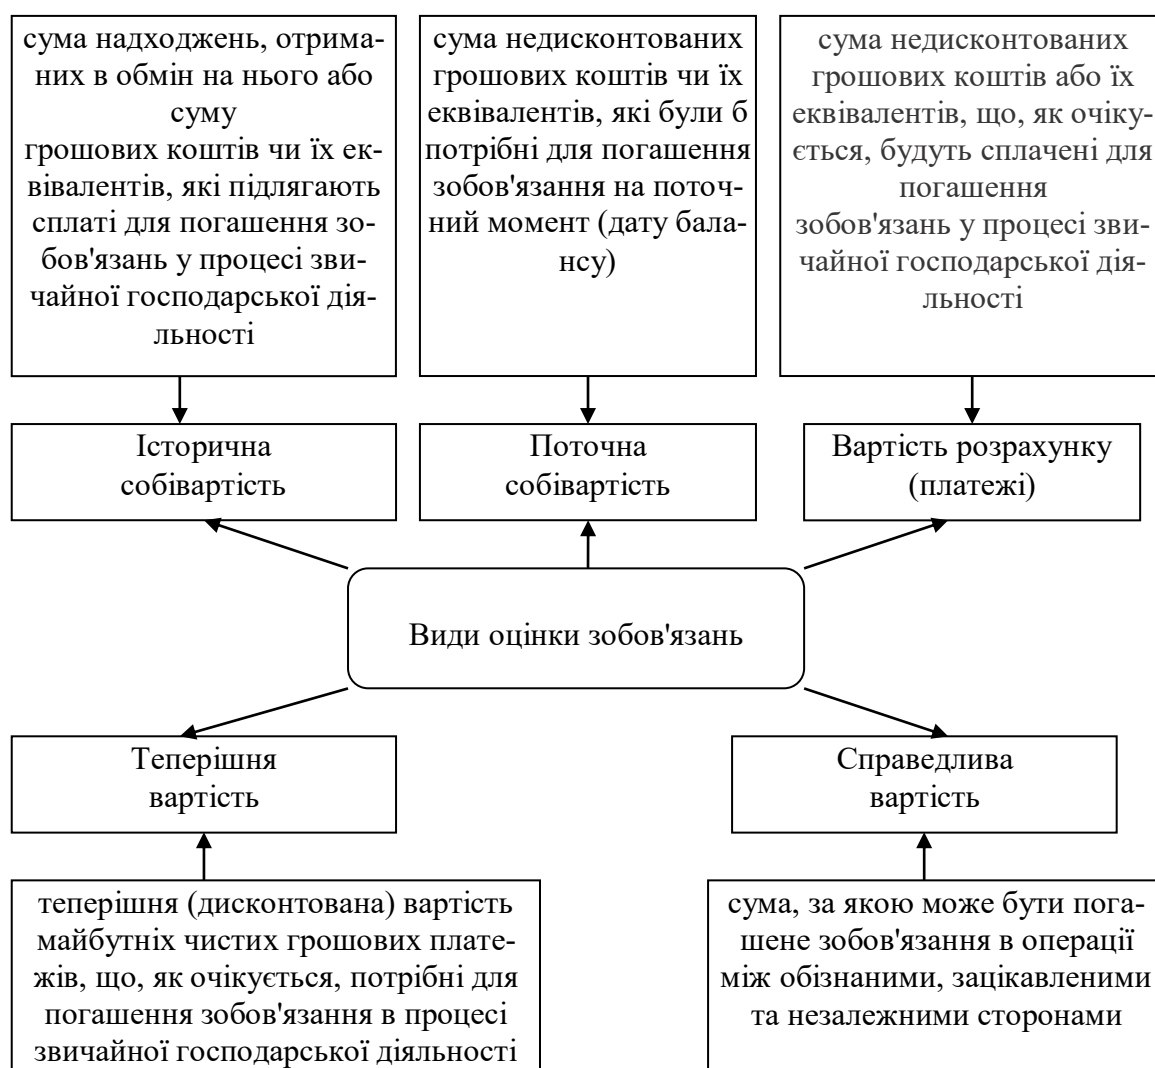 сума надходжень, отрима-
них в обмін на нього або
суму
грошових коштів чи їх ек-
вівалентів, які підлягають
сплаті для погашення зо-
бов'язань у процесі зви-
чайної господарської дія-
льності
сума недисконтованих
грошових коштів чи їх
еквівалентів, які були б
потрібні для погашення
зобов'язання на поточ-
ний момент (дату бала-
нсу)
сума недисконтованих
грошових коштів або їх
еквівалентів, що, як очіку-
ється, будуть сплачені для
погашення
зобов'язань у процесі зви-
чайної господарської дія-
льності
Історична
собівартість
Поточна
собівартість
Вартість розрахунку
(платежі)
Види оцінки зобов'язань
Теперішня
вартість
Справедлива
вартість
теперішня (дисконтована) вартість
майбутніх чистих грошових плате-
жів, що, як очікується, потрібні для
погашення зобов'язання в процесі
звичайної господарської діяльності
сума, за якою може бути пога-
шене зобов'язання в операції
між обізнаними, зацікавленими
та незалежними сторонами